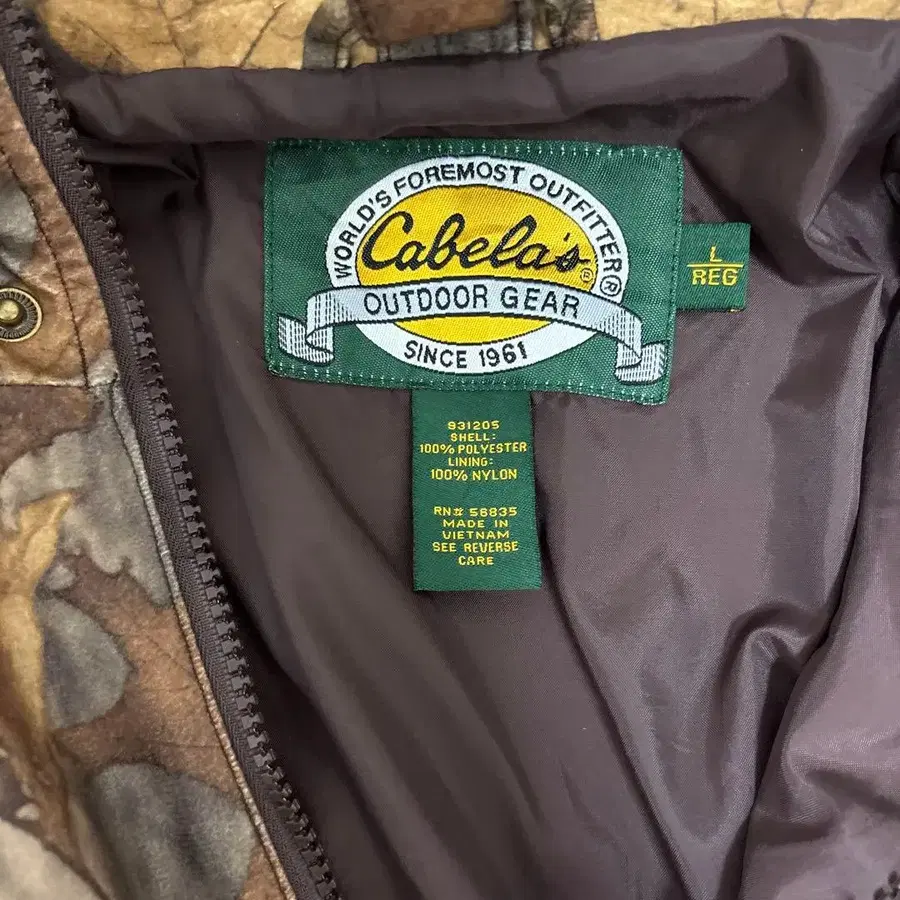 WORLD'S FOREMOST OUTFITTER®
Cabela's®
OUTDOOR GEAR
SINCE 1961
L
REG
931205
SHELL:
100% POLYESTER
LINING:
100% NYLON
RN# 56835
MADE IN
VIETNAM
SEE REVERSE
CARE